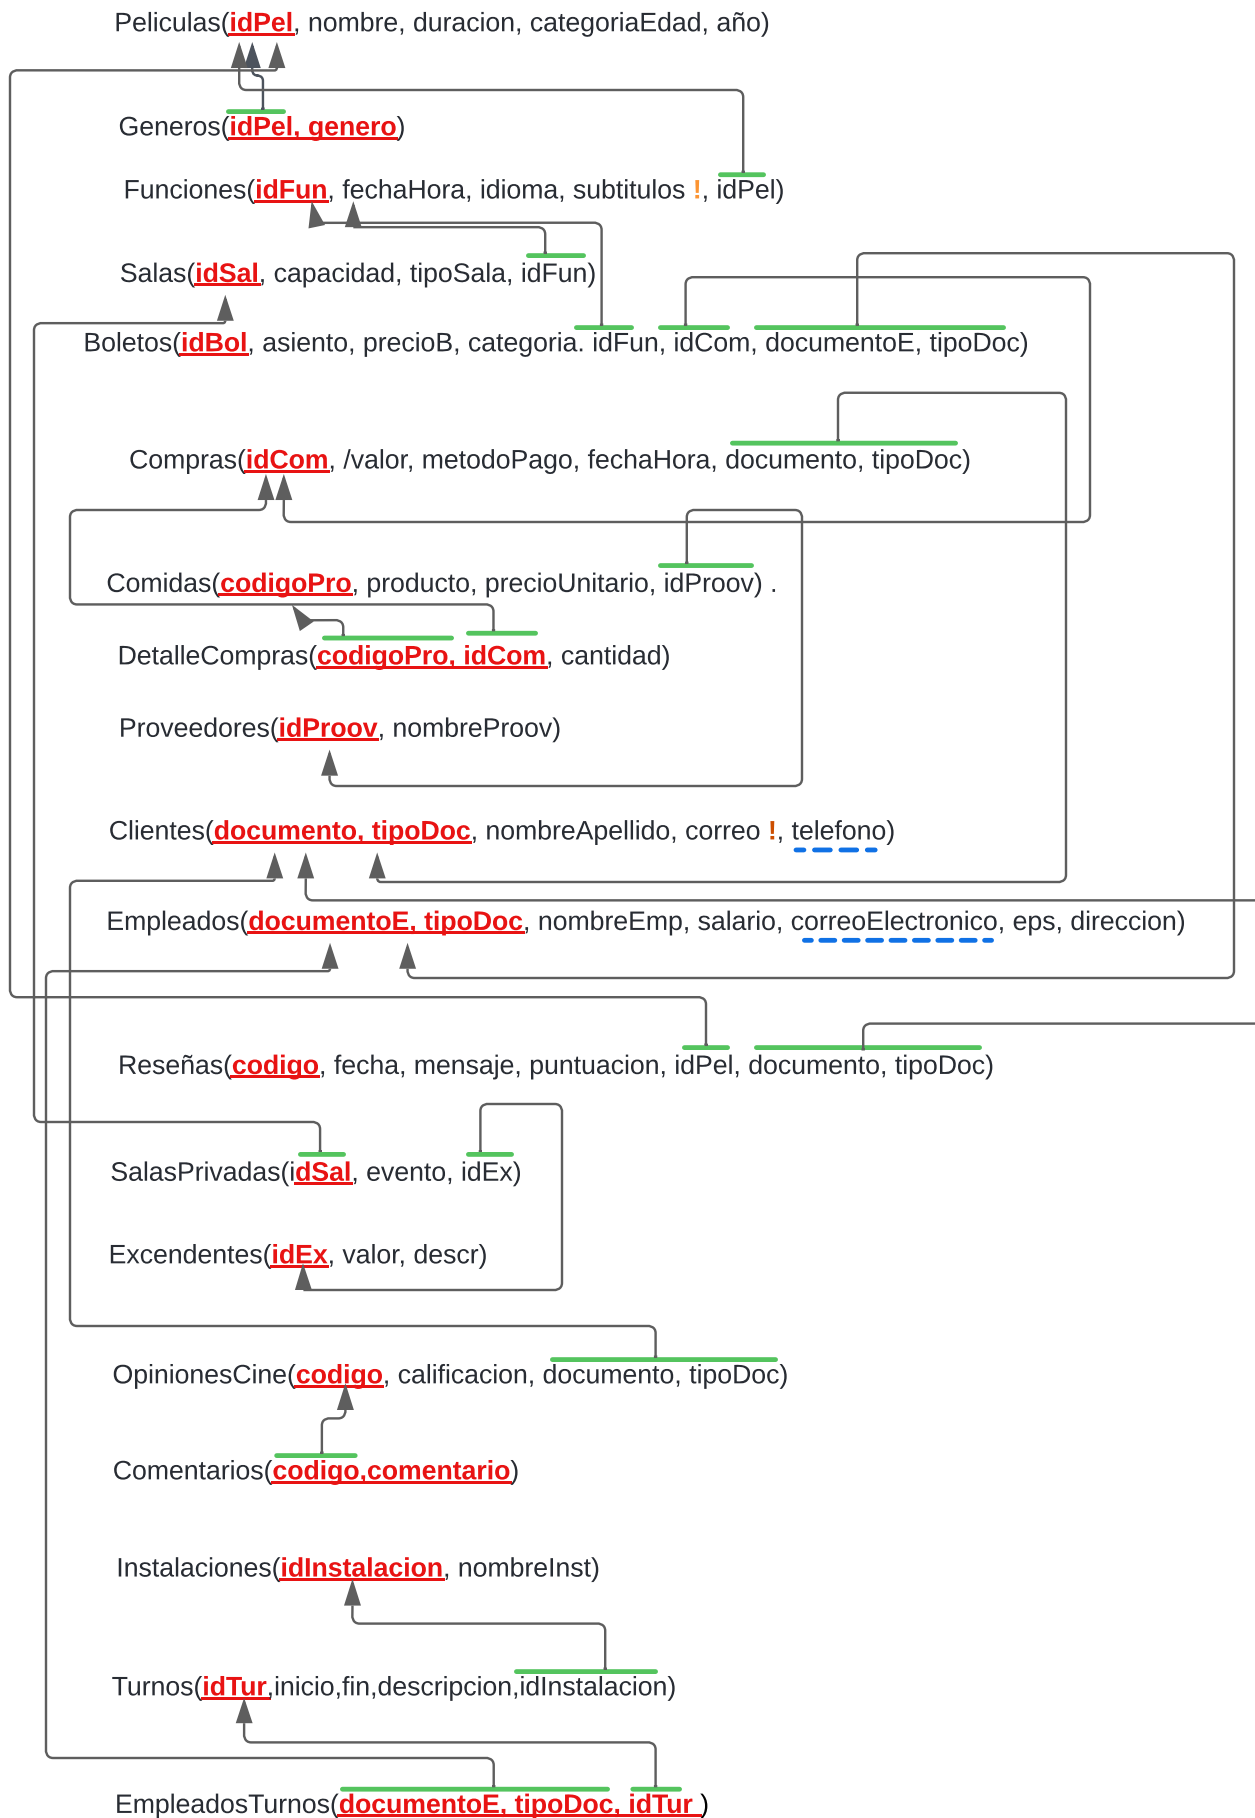 Peliculas(idPel, nombre, duracion, categoriaEdad, año)
Generos(idPel, genero)
Funciones(idFun, fechaHora, idioma, subtitulos !, idPel)
Salas(idSal, capacidad, tipoSala, idFun)
Boletos(idBol, asiento, precioB, categoria. idFun, idCom, documentoE, tipoDoc)
Compras(idCom, /valor, metodoPago, fechaHora, documento, tipoDoc)
Comidas(codigoPro, producto, precioUnitario, idProov) .
DetalleCompras(codigoPro, idCom, cantidad)
Proveedores(idProov, nombreProov)
Clientes(documento, tipoDoc, nombreApellido, correo !, telefono)
Empleados(documentoE, tipoDoc, nombreEmp, salario, correoElectronico, eps, direccion)
Reseñas(codigo, fecha, mensaje, puntuacion, idPel, documento, tipoDoc)
SalasPrivadas(idSal, evento, idEx)
Excendentes(idEx, valor, descr)
OpinionesCine(codigo, calificacion, documento, tipoDoc)
Comentarios(codigo,comentario)
Instalaciones(idInstalacion, nombreInst)
Turnos(idTur,inicio,fin,descripcion,idInstalacion)
EmpleadosTurnos(documentoE, tipoDoc, idTur )